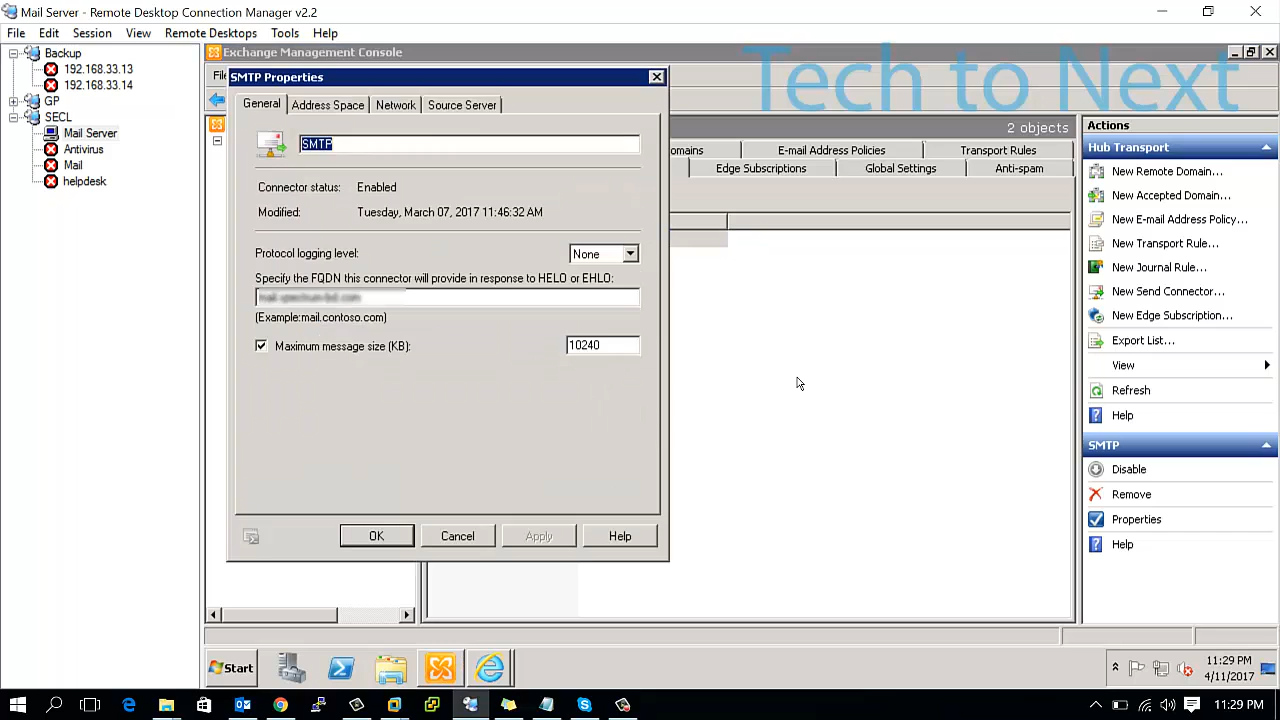 Mail Server - Remote Desktop Connection Manager v2.2
File Edit Session View Remote Desktops Tools Help
Backup
192.168.33.13
192.168.33.14
GP
SECL
Mail Server
Antivirus
Mail
helpdesk
Exchange Management Console
Tech to Next
SMTP Properties
General Address Space Network Source Server
SMTP
Connector status: Enabled
Modified: Tuesday, March 07, 2017 11:46:32 AM
Protocol logging level: None
Specify the FQDN this connector will provide in response to HELO or EHLO:
(Example:mail.contoso.com)
Maximum message size (KB): 10240
OK Cancel Apply Help
2 objects
E-mail Address Policies Transport Rules
Edge Subscriptions Global Settings Anti-spam
Actions
Hub Transport
New Remote Domain...
New Accepted Domain...
New E-mail Address Policy...
New Transport Rule...
New Journal Rule...
New Send Connector...
New Edge Subscription...
Export List...
View
Refresh
Help
SMTP
Disable
Remove
Properties
Help
Start
11:29 PM
4/11/2017
11:29 PM